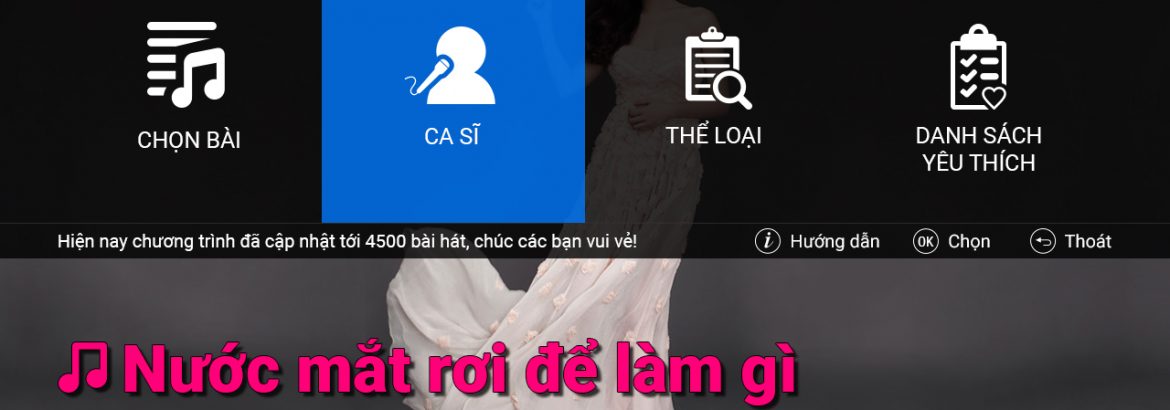 CHỌN BÀI
CA SĨ
THỂ LOẠI
DANH SÁCH
YÊU THÍCH
Hiện nay chương trình đã cập nhật tới 4500 bài hát, chúc các bạn vui vẻ!
i Hướng dẫn
OK Chọn
Thoát
Nước mắt rơi để làm gì